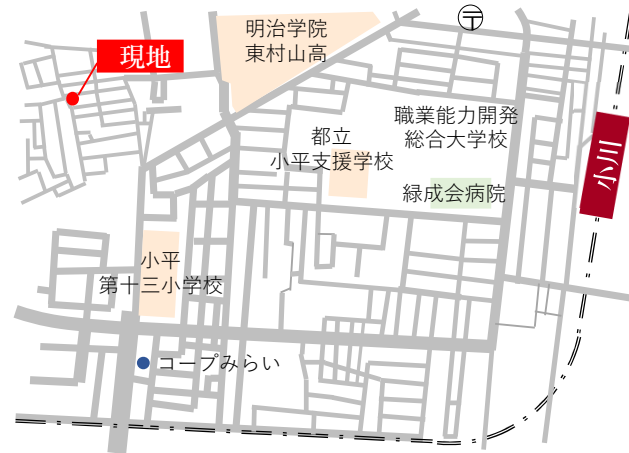 明治学院
東村山高
〒
現地
職業能力開発
総合大学校
都立
小平支援学校
小川
緑成会病院
小平
第十三小学校
コープみらい